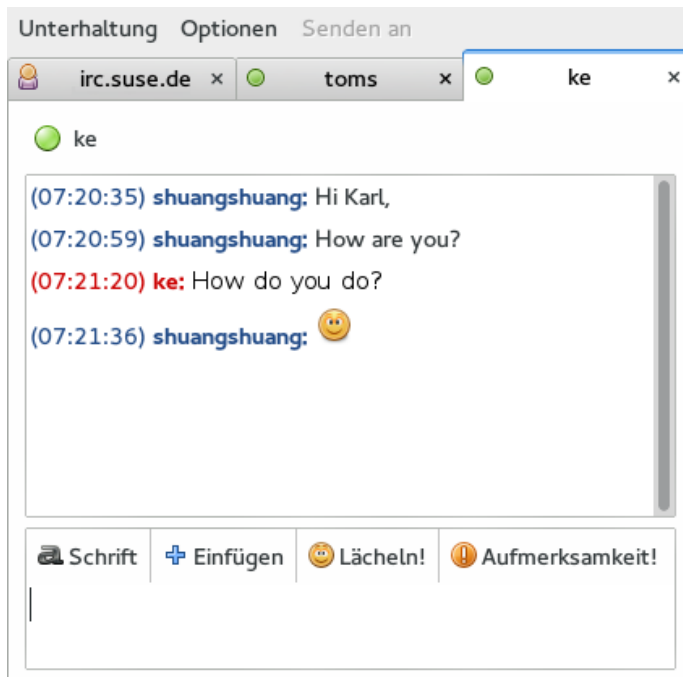 Unterhaltung Optionen Senden an
irc.suse.de × toms × ke ×
ke
(07:20:35) shuangshuang: Hi Karl,
(07:20:59) shuangshuang: How are you?
(07:21:20) ke: How do you do?
(07:21:36) shuangshuang:
Schrift Einfügen Lächeln! Aufmerksamkeit!